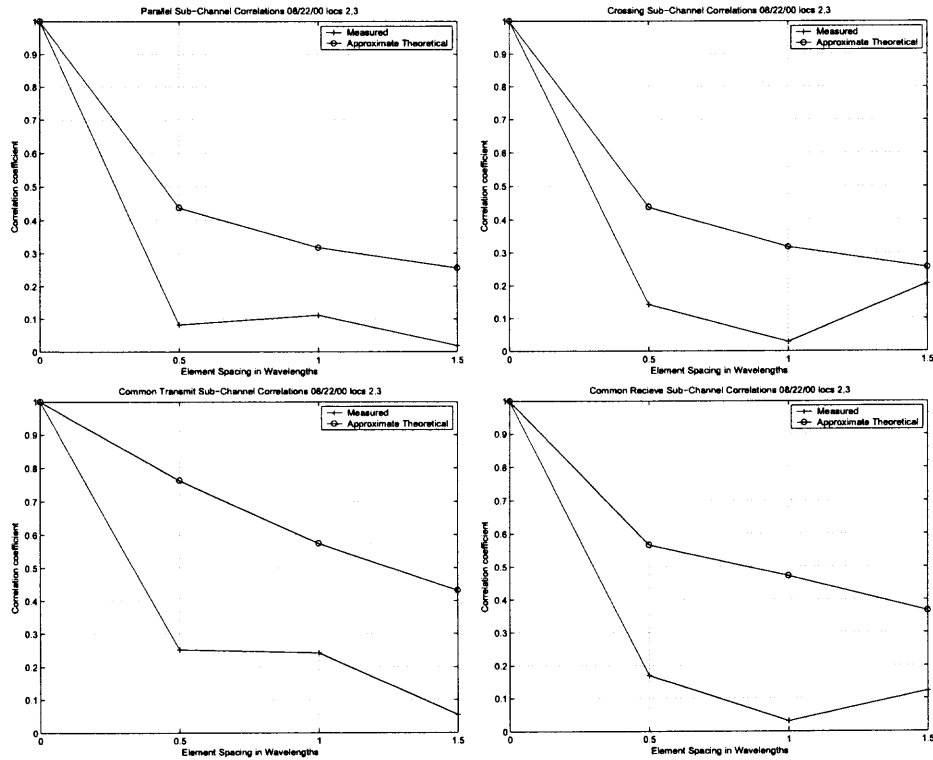 Parallel Sub-Channel Correlations 08/22/00 locs 2,3
Measured
Approximate Theoretical
Correlation coefficient
1
0.9
0.8
0.7
0.6
0.5
0.4
0.3
0.2
0.1
0
0 0.5 1 1.5
Element Spacing in Wavelengths
Crossing Sub-Channel Correlations 08/22/00 locs 2,3
Measured
Approximate Theoretical
Correlation coefficient
1
0.9
0.8
0.7
0.6
0.5
0.4
0.3
0.2
0.1
0
0 0.5 1 1.5
Element Spacing in Wavelengths
Common Transmit Sub-Channel Correlations 08/22/00 locs 2,3
Measured
Approximate Theoretical
Correlation coefficient
1
0.9
0.8
0.7
0.6
0.5
0.4
0.3
0.2
0.1
0
0 0.5 1 1.5
Element Spacing in Wavelengths
Common Recieve Sub-Channel Correlations 08/22/00 locs 2,3
Measured
Approximate Theoretical
Correlation coefficient
1
0.9
0.8
0.7
0.6
0.5
0.4
0.3
0.2
0.1
0
0 0.5 1 1.5
Element Spacing in Wavelengths